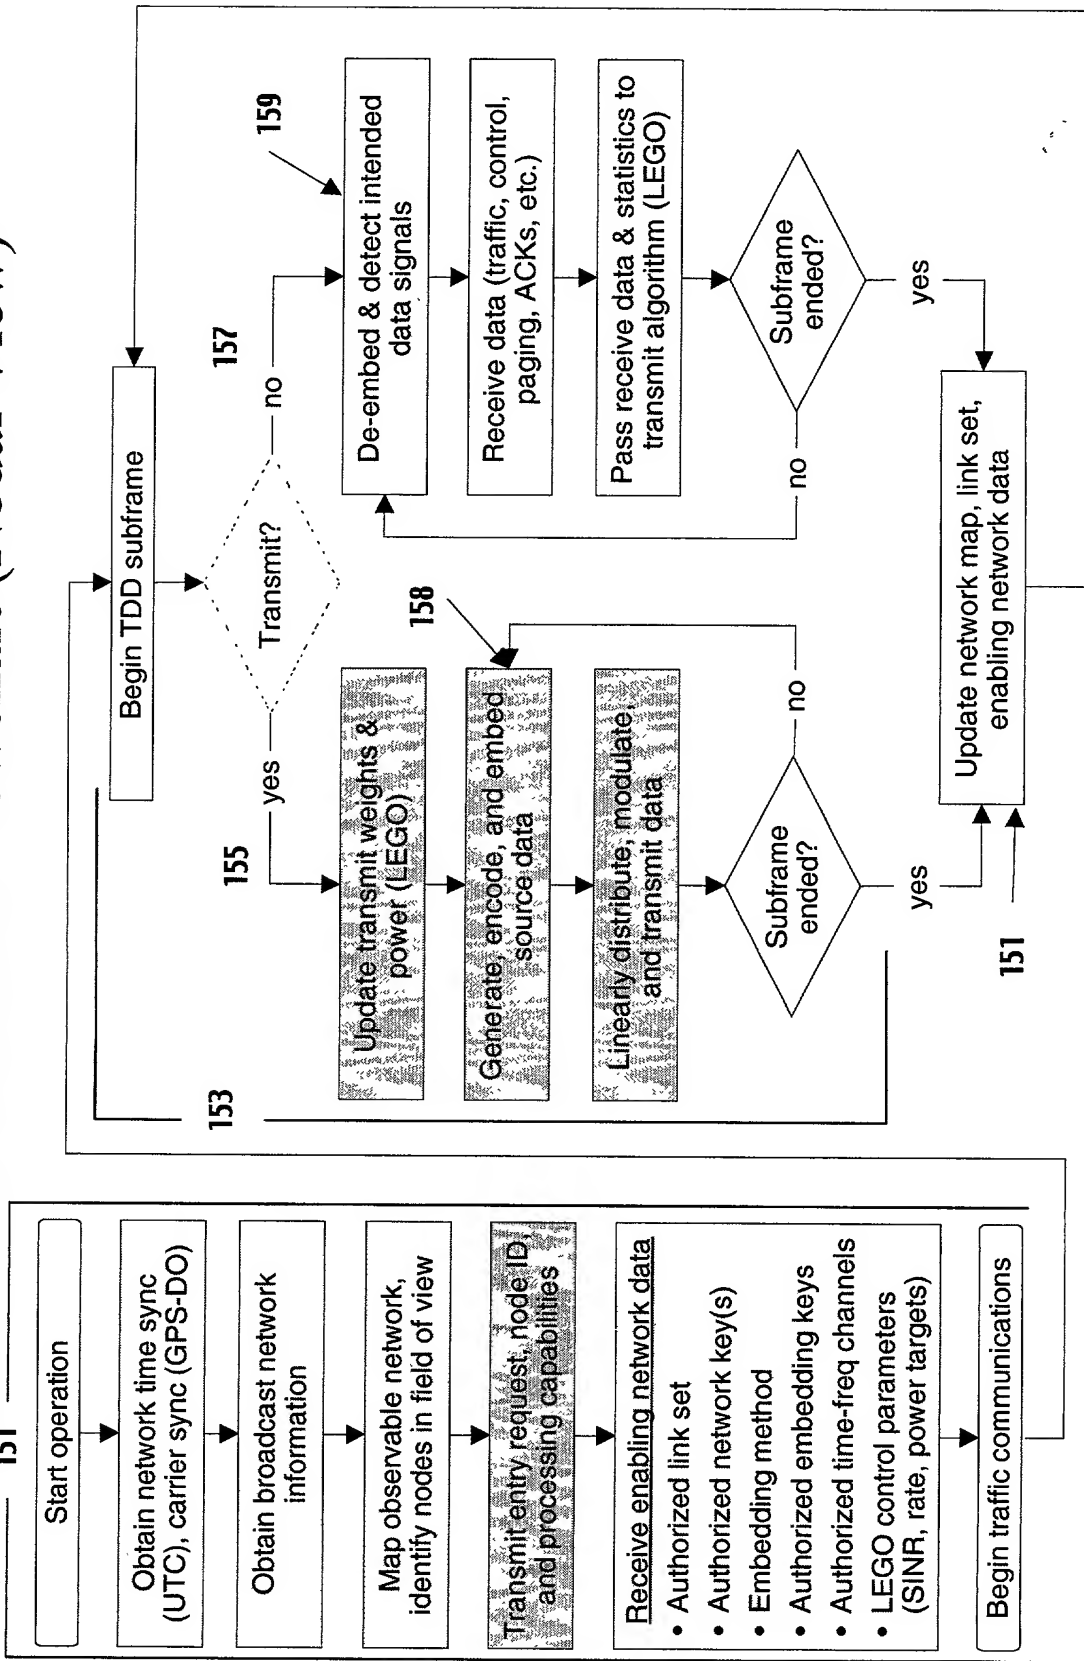 151
Start operation
Obtain network time sync
(UTC), carrier sync (GPS-DO)
Obtain broadcast network
information
Map observable network,
identify nodes in field of view
Transmit entry request, node ID,
and processing capabilities
Receive enabling network data
• Authorized link set
• Authorized network key(s)
• Embedding method
• Authorized embedding keys
• Authorized time-freq channels
• LEGO control parameters
(SINR, rate, power targets)
Begin traffic communications
153
Begin TDD subframe
Transmit?
yes
155
Update transmit weights &
power (LEGO)
158
Generate, encode, and embed
source data
Linearly distribute, modulate,
and transmit data
Subframe
ended?
no
yes
no
157
159
De-embed & detect intended
data signals
Receive data (traffic, control,
paging, ACKs, etc.)
Pass receive data & statistics to
transmit algorithm (LEGO)
Subframe
ended?
no
yes
151
Update network map, link set,
enabling network data